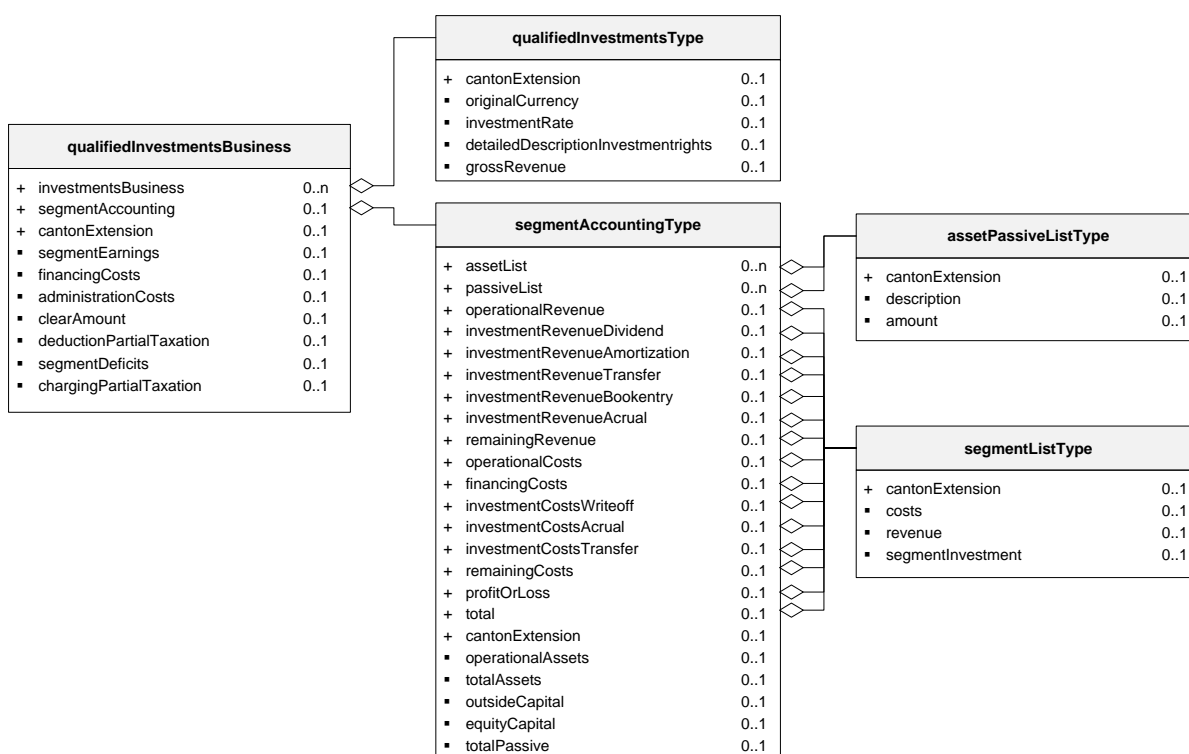 qualifiedInvestmentsType
+ cantonExtension 0..1
▪ originalCurrency 0..1
▪ investmentRate 0..1
▪ detailedDescriptionInvestmentrights 0..1
▪ grossRevenue 0..1
qualifiedInvestmentsBusiness
+ investmentsBusiness 0..n
+ segmentAccounting 0..1
+ cantonExtension 0..1
▪ segmentEarnings 0..1
▪ financingCosts 0..1
▪ administrationCosts 0..1
▪ clearAmount 0..1
▪ deductionPartialTaxation 0..1
▪ segmentDeficits 0..1
▪ chargingPartialTaxation 0..1
segmentAccountingType
+ assetList 0..n
+ passiveList 0..n
+ operationalRevenue 0..1
+ investmentRevenueDividend 0..1
+ investmentRevenueAmortization 0..1
+ investmentRevenueTransfer 0..1
+ investmentRevenueBookentry 0..1
+ investmentRevenueAcrual 0..1
+ remainingRevenue 0..1
+ operationalCosts 0..1
+ financingCosts 0..1
+ investmentCostsWriteoff 0..1
+ investmentCostsAcrual 0..1
+ investmentCostsTransfer 0..1
+ remainingCosts 0..1
+ profitOrLoss 0..1
+ total 0..1
+ cantonExtension 0..1
▪ operationalAssets 0..1
▪ totalAssets 0..1
▪ outsideCapital 0..1
▪ equityCapital 0..1
▪ totalPassive 0..1
assetPassiveListType
+ cantonExtension 0..1
▪ description 0..1
▪ amount 0..1
segmentListType
+ cantonExtension 0..1
▪ costs 0..1
▪ revenue 0..1
▪ segmentInvestment 0..1